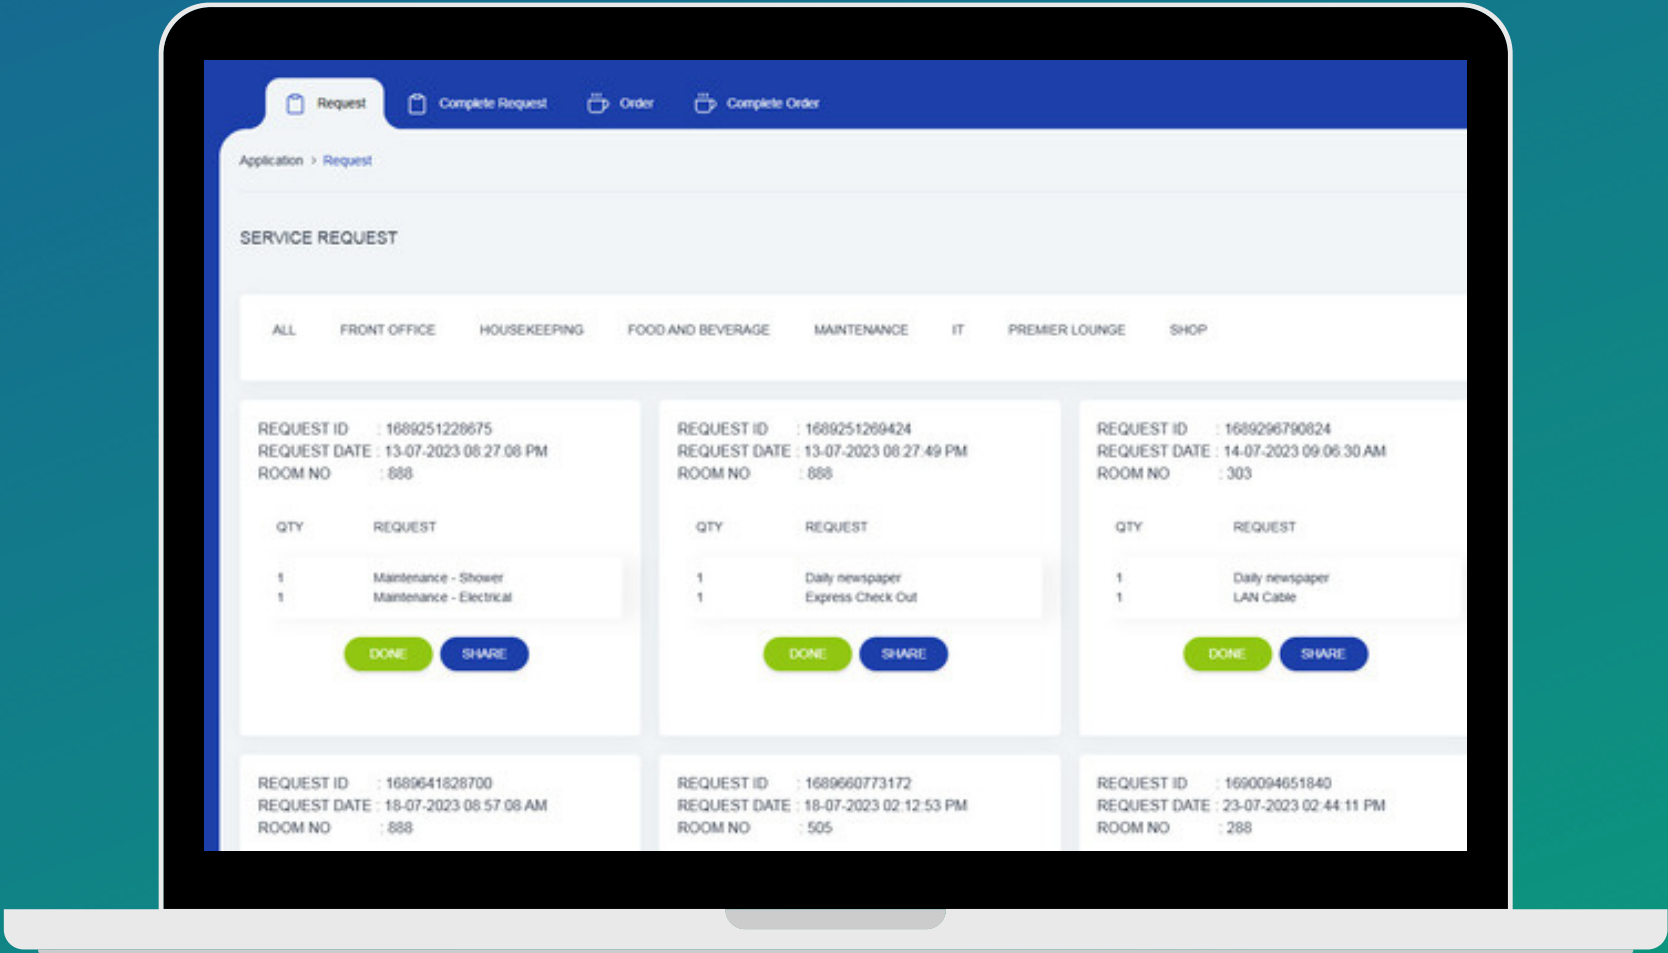 Request Complete Request Order Complete Order
Application > Request
SERVICE REQUEST
ALL FRONT OFFICE HOUSEKEEPING FOOD AND BEVERAGE MAINTENANCE IT PREMIER LOUNGE SHOP
REQUEST ID : 1689251228675
REQUEST DATE : 13-07-2023 08:27:08 PM
ROOM NO : 888
QTY REQUEST
1 Maintenance - Shower
1 Maintenance - Electrical
DONE SHARE
REQUEST ID : 1689251269424
REQUEST DATE : 13-07-2023 08:27:49 PM
ROOM NO : 888
QTY REQUEST
1 Daily newspaper
1 Express Check Out
DONE SHARE
REQUEST ID : 1689296790824
REQUEST DATE : 14-07-2023 09:06:30 AM
ROOM NO : 303
QTY REQUEST
1 Daily newspaper
1 LAN Cable
DONE SHARE
REQUEST ID : 1689641828700
REQUEST DATE : 18-07-2023 08:57:08 AM
ROOM NO : 888
REQUEST ID : 1689660773172
REQUEST DATE : 18-07-2023 02:12:53 PM
ROOM NO : 505
REQUEST ID : 1690094651840
REQUEST DATE : 23-07-2023 02:44:11 PM
ROOM NO : 288